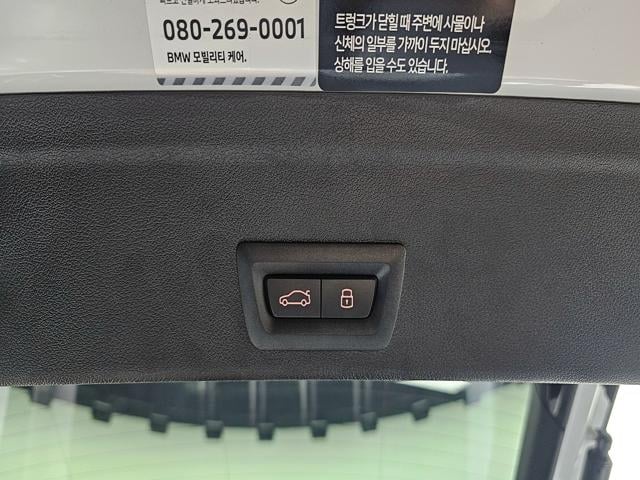 080-269-0001
BMW 모빌리티 케어.
트렁크가 닫힐 때 주변에 사물이나
신체의 일부를 가까이 두지 마십시오.
상해를 입을 수도 있습니다.